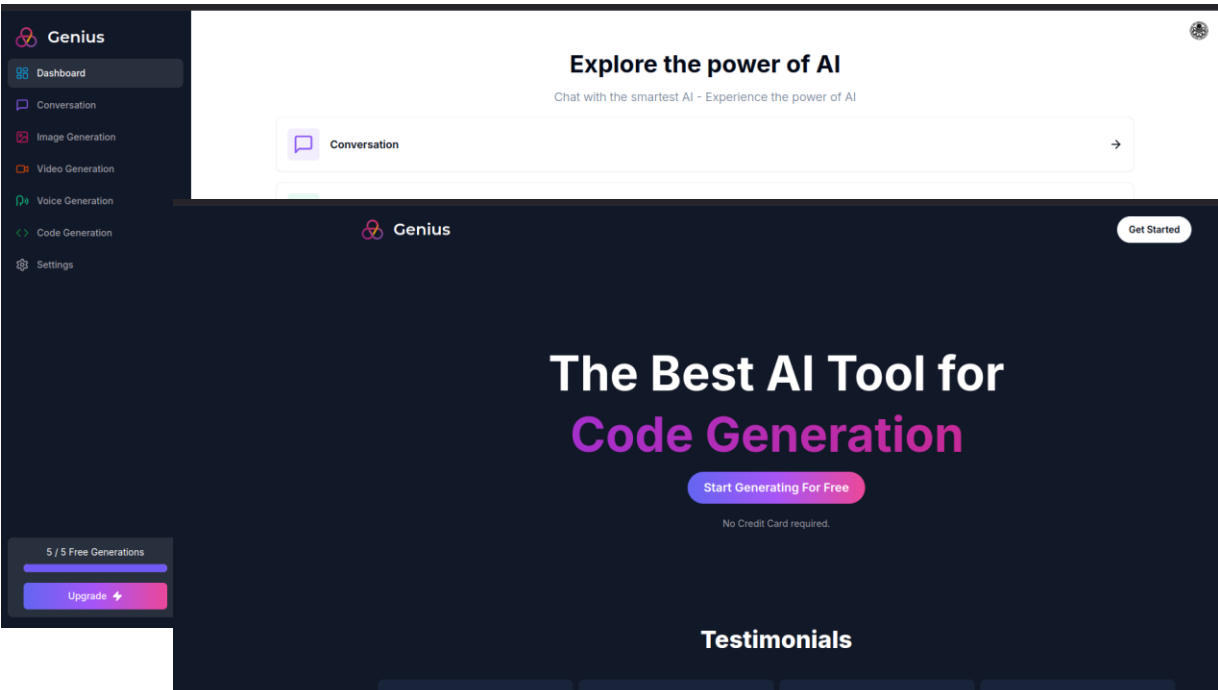 Genius
Dashboard
Conversation
Image Generation
Video Generation
Voice Generation
Code Generation
Settings
5 / 5 Free Generations
Upgrade
Explore the power of AI
Chat with the smartest AI - Experience the power of AI
Conversation
Genius
Get Started
The Best AI Tool for
Code Generation
Start Generating For Free
No Credit Card required.
Testimonials